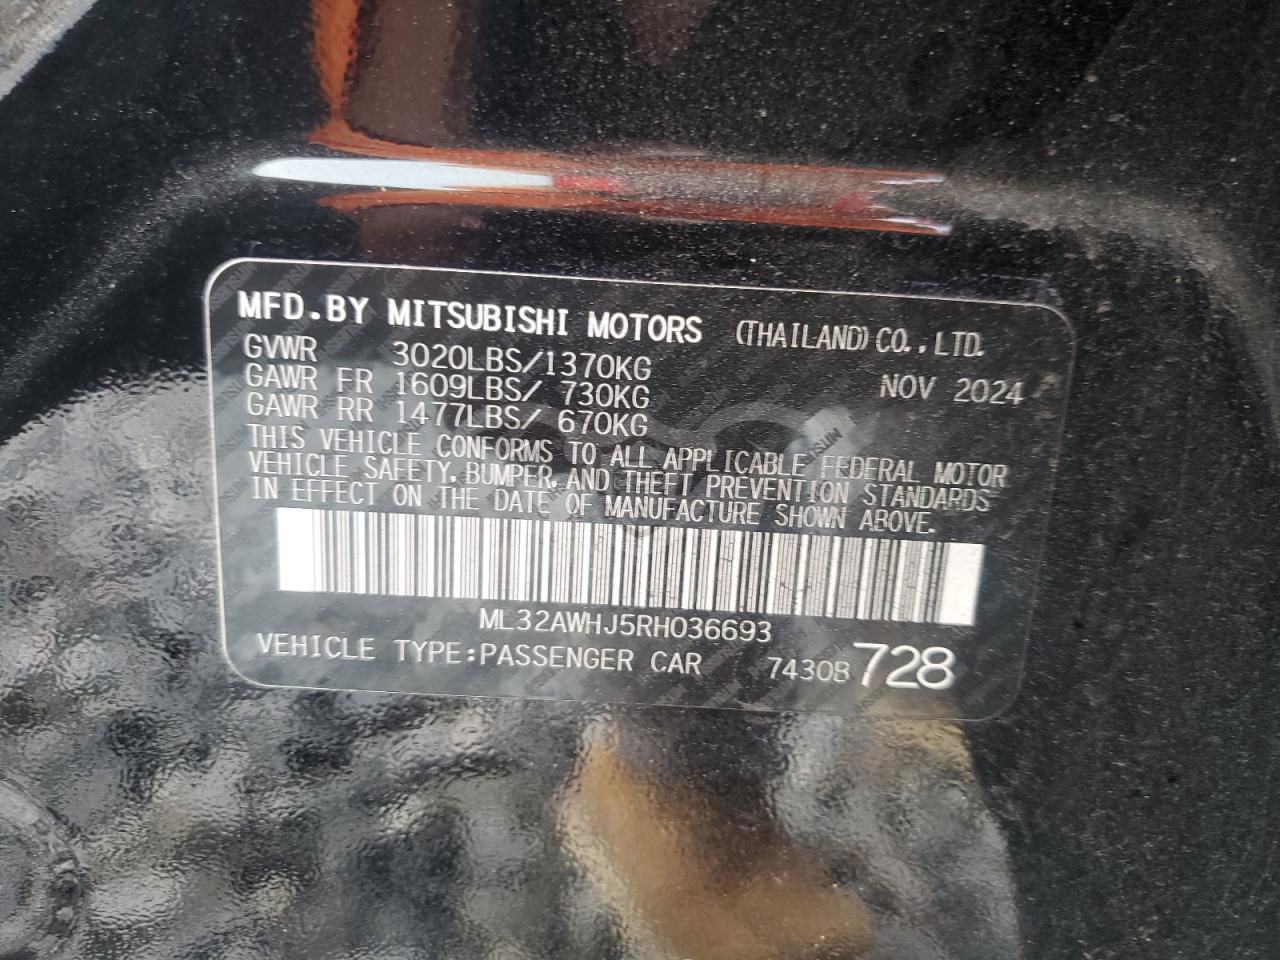 MFD.BY MITSUBISHI MOTORS (THAILAND) CO.,LTD.
GVWR 3020LBS/1370KG
GAWR FR 1609LBS/ 730KG NOV 2024
GAWR RR 1477LBS/ 670KG
THIS VEHICLE CONFORMS TO ALL APPLICABLE FEDERAL MOTOR
VEHICLE SAFETY, BUMPER, AND THEFT PREVENTION STANDARDS
IN EFFECT ON THE DATE OF MANUFACTURE SHOWN ABOVE.
ML32AWHJ5RH036693
VEHICLE TYPE:PASSENGER CAR 7430B 728